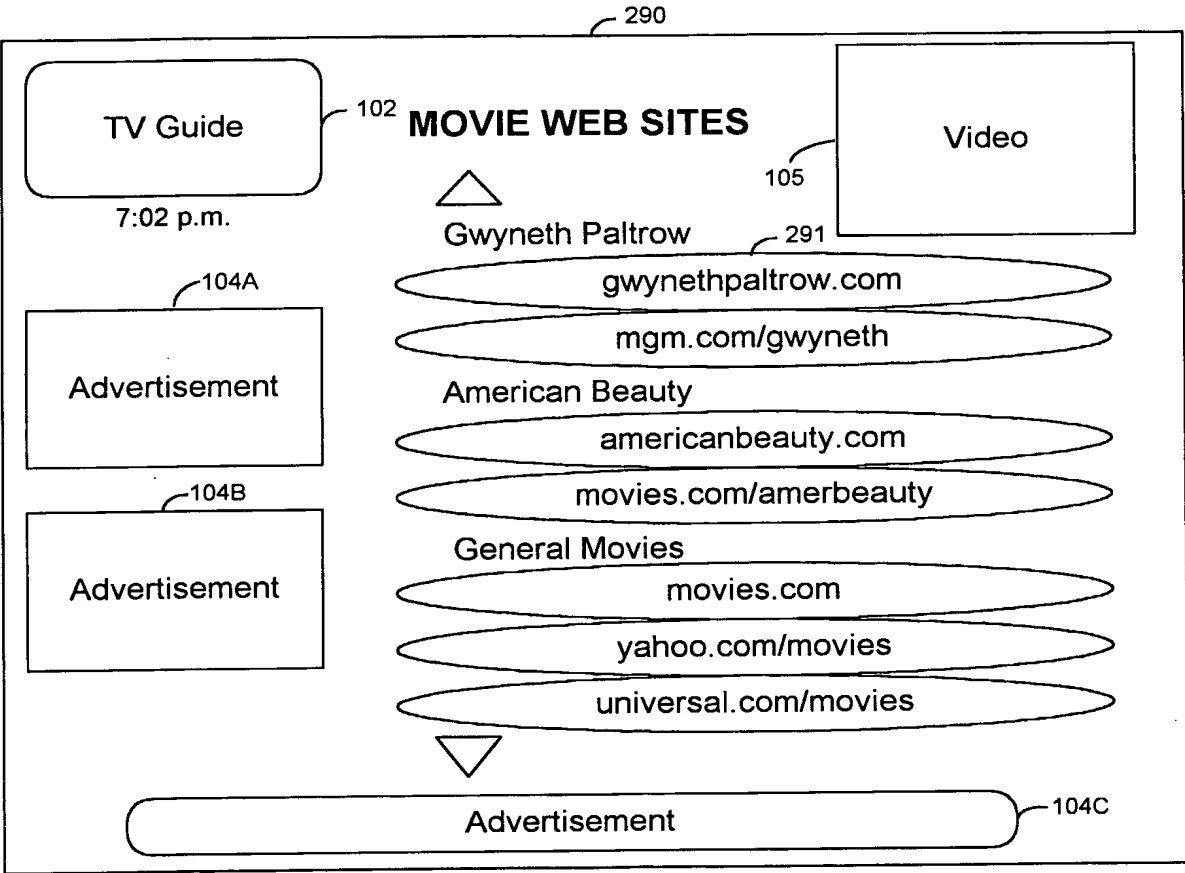 290
TV Guide
102
MOVIE WEB SITES
Video
105
7:02 p.m.
Gwyneth Paltrow
291
gwynethpaltrow.com
104A
mgm.com/gwyneth
Advertisement
American Beauty
americanbeauty.com
104B
movies.com/amerbeauty
General Movies
Advertisement
movies.com
yahoo.com/movies
universal.com/movies
Advertisement
104C